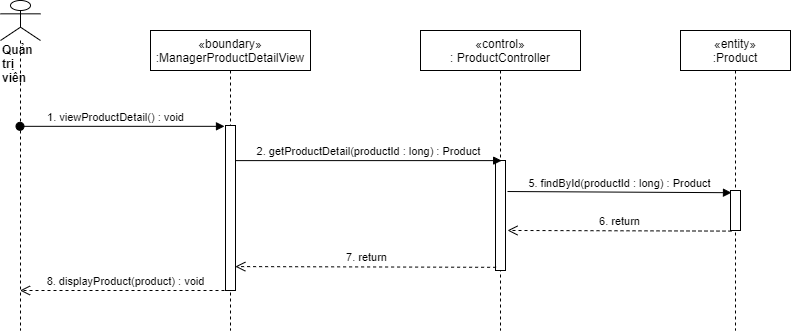 Quản
trị
viên
«boundary»
:ManagerProductDetailView
«control»
: ProductController
«entity»
:Product
1. viewProductDetail() : void
2. getProductDetail(productId : long) : Product
5. findById(productId : long) : Product
6. return
7. return
8. displayProduct(product) : void